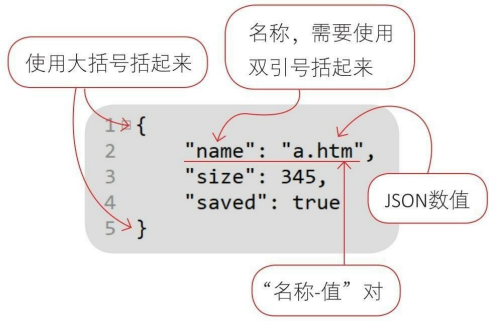 名称，需要使用
双引号括起来
使用大括号括起来
1 {
2 "name": "a.htm",
3 "size": 345,
4 "saved": true
5 }
JSON数值
“名称-值”对